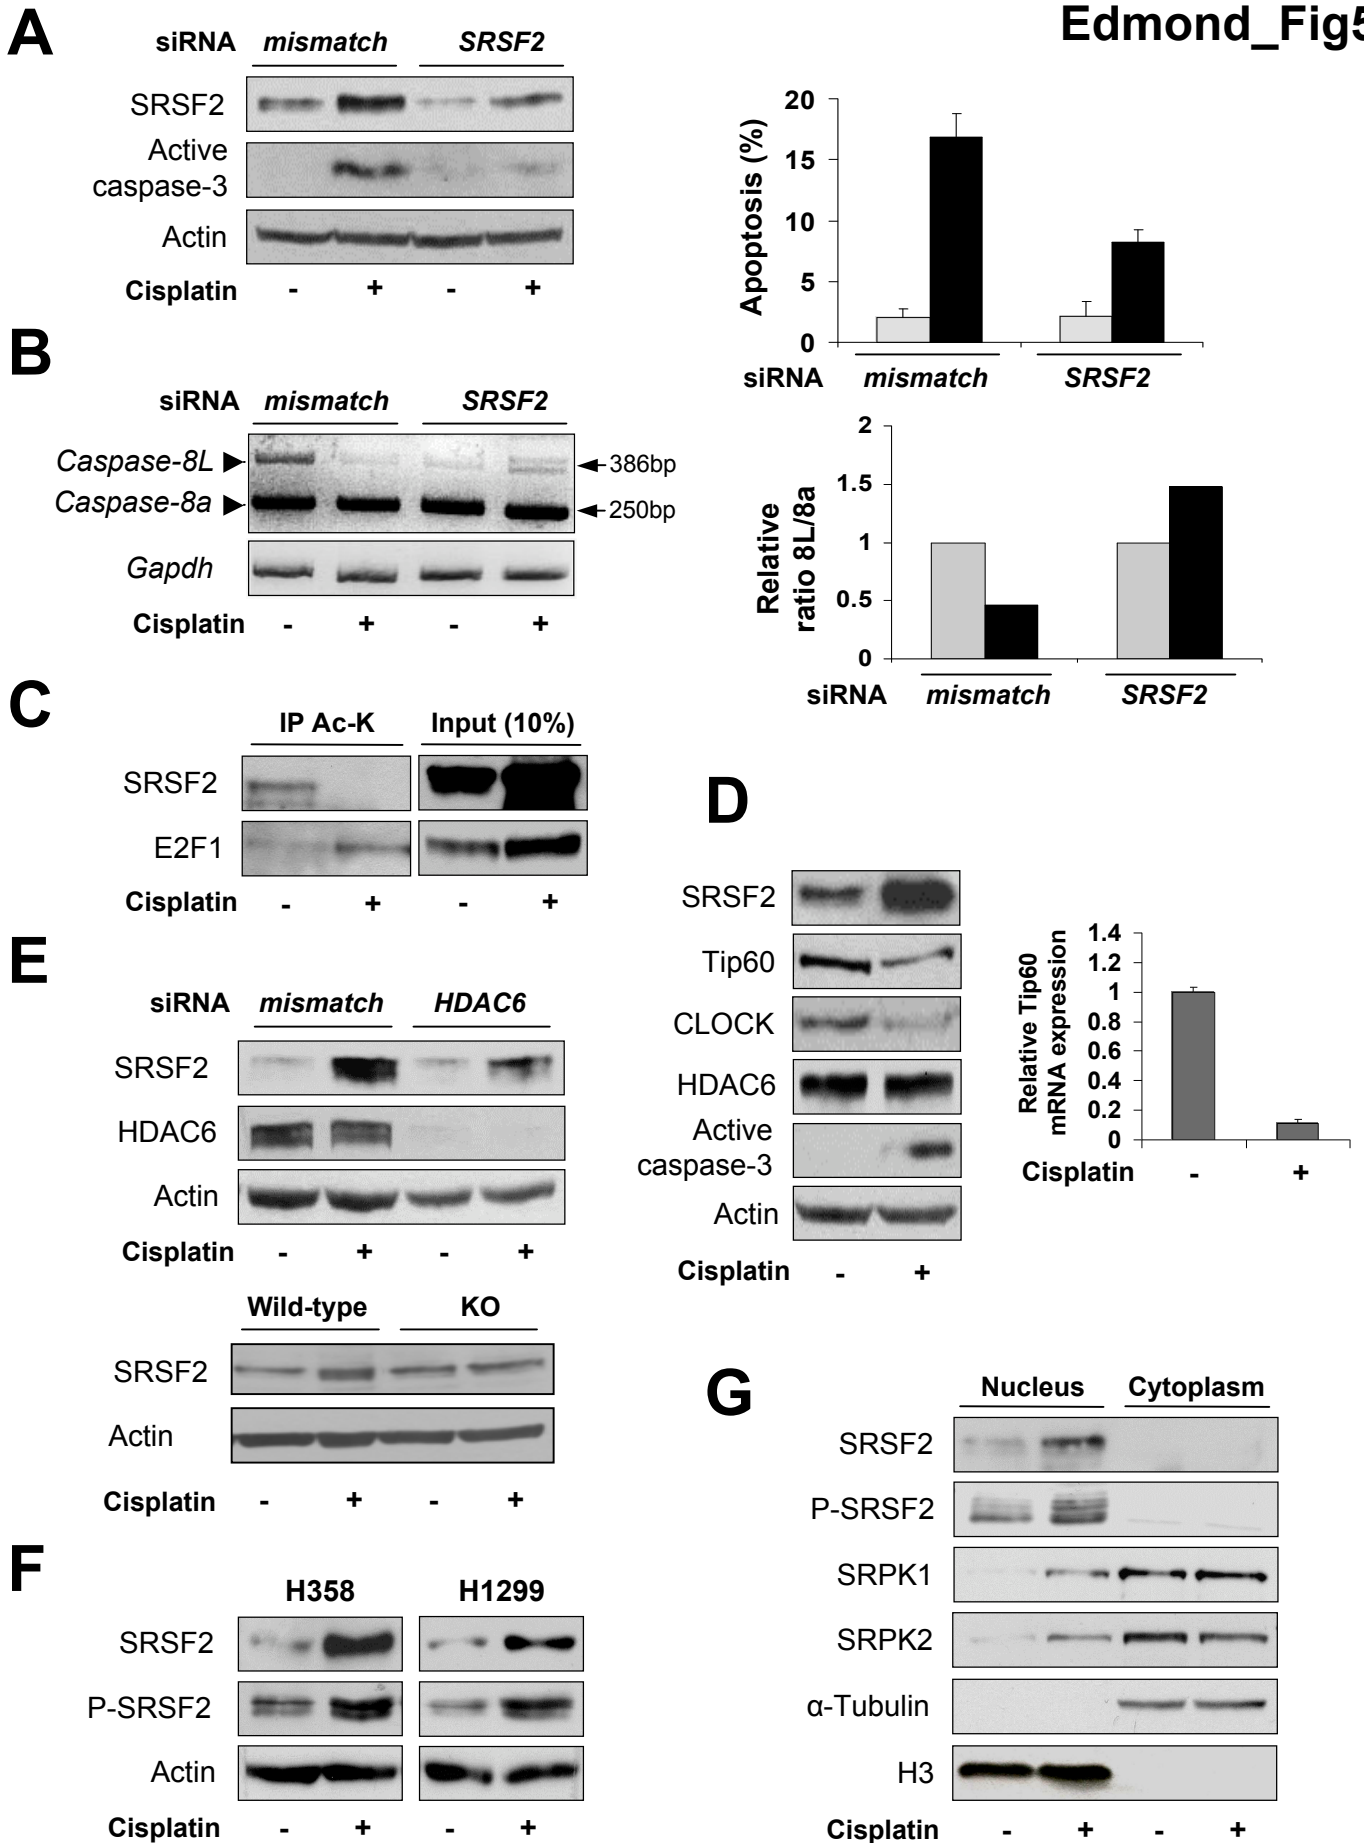 Edmond_Fig5
A
siRNA mismatch SRSF2
SRSF2
Active
caspase-3
Actin
Cisplatin - + - +
Apoptosis (%)
20
15
10
5
0
siRNA mismatch SRSF2
B
siRNA mismatch SRSF2
Caspase-8L
386bp
Caspase-8a
250bp
Gapdh
Cisplatin - + - +
Relative
ratio 8L/8a
2
1.5
1
0.5
0
siRNA mismatch SRSF2
C
IP Ac-K Input (10%)
SRSF2
E2F1
Cisplatin - + - +
D
SRSF2
Tip60
CLOCK
HDAC6
Active
caspase-3
Actin
Cisplatin - +
Relative Tip60
mRNA expression
1.4
1.2
1
0.8
0.6
0.4
0.2
0
Cisplatin - +
E
siRNA mismatch HDAC6
SRSF2
HDAC6
Actin
Cisplatin - + - +
Wild-type KO
SRSF2
Actin
Cisplatin - + - +
F
H358 H1299
SRSF2
P-SRSF2
Actin
Cisplatin - + - +
G
Nucleus Cytoplasm
SRSF2
P-SRSF2
SRPK1
SRPK2
α-Tubulin
H3
Cisplatin - + - +